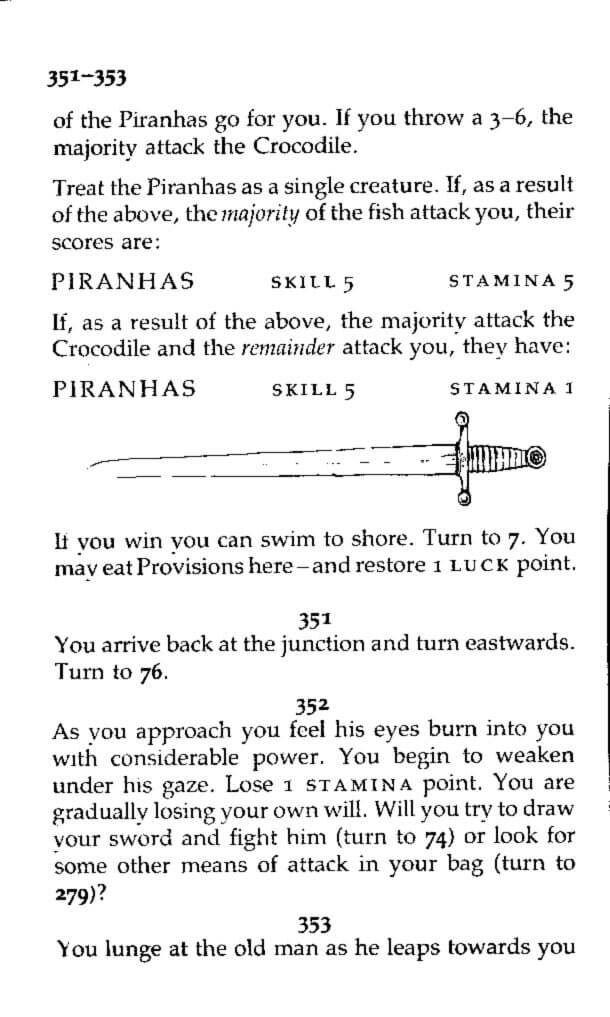 351–353
of the Piranhas go for you. If you throw a 3–6, the
majority attack the Crocodile.
Treat the Piranhas as a single creature. If, as a result
of the above, the majority of the fish attack you, their
scores are:
PIRANHAS SKILL 5 STAMINA 5
If, as a result of the above, the majority attack the
Crocodile and the remainder attack you, they have:
PIRANHAS SKILL 5 STAMINA 1
If you win you can swim to shore. Turn to 7. You
may eat Provisions here – and restore 1 LUCK point.
351
You arrive back at the junction and turn eastwards.
Turn to 76.
352
As you approach you feel his eyes burn into you
with considerable power. You begin to weaken
under his gaze. Lose 1 STAMINA point. You are
gradually losing your own will. Will you try to draw
your sword and fight him (turn to 74) or look for
some other means of attack in your bag (turn to
279)?
353
You lunge at the old man as he leaps towards you